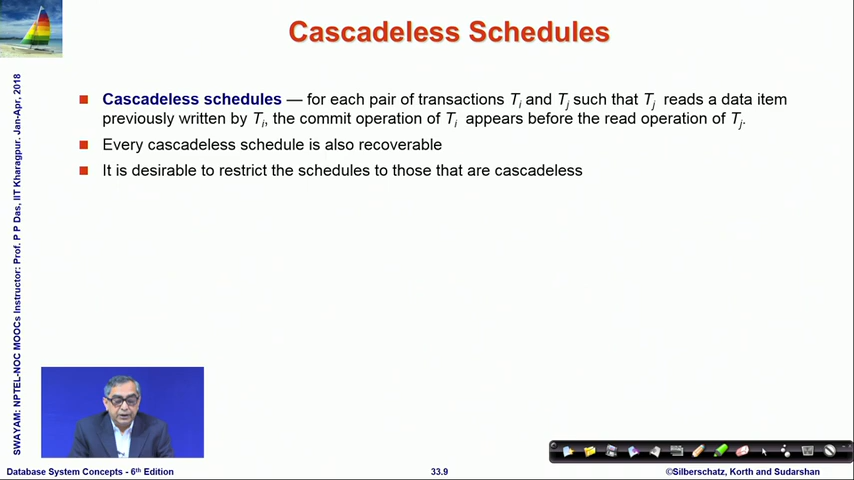 Cascadeless Schedules
Cascadeless schedules — for each pair of transactions Ti and Tj such that Tj reads a data item
previously written by Ti, the commit operation of Ti appears before the read operation of Tj.
Every cascadeless schedule is also recoverable
It is desirable to restrict the schedules to those that are cascadeless
SWAYAM: NPTEL-NOC MOOCs Instructor: Prof. P P Das, IIT Kharagpur. Jan-Apr, 2018
Database System Concepts - 6th Edition
33.9
©Silberschatz, Korth and Sudarshan